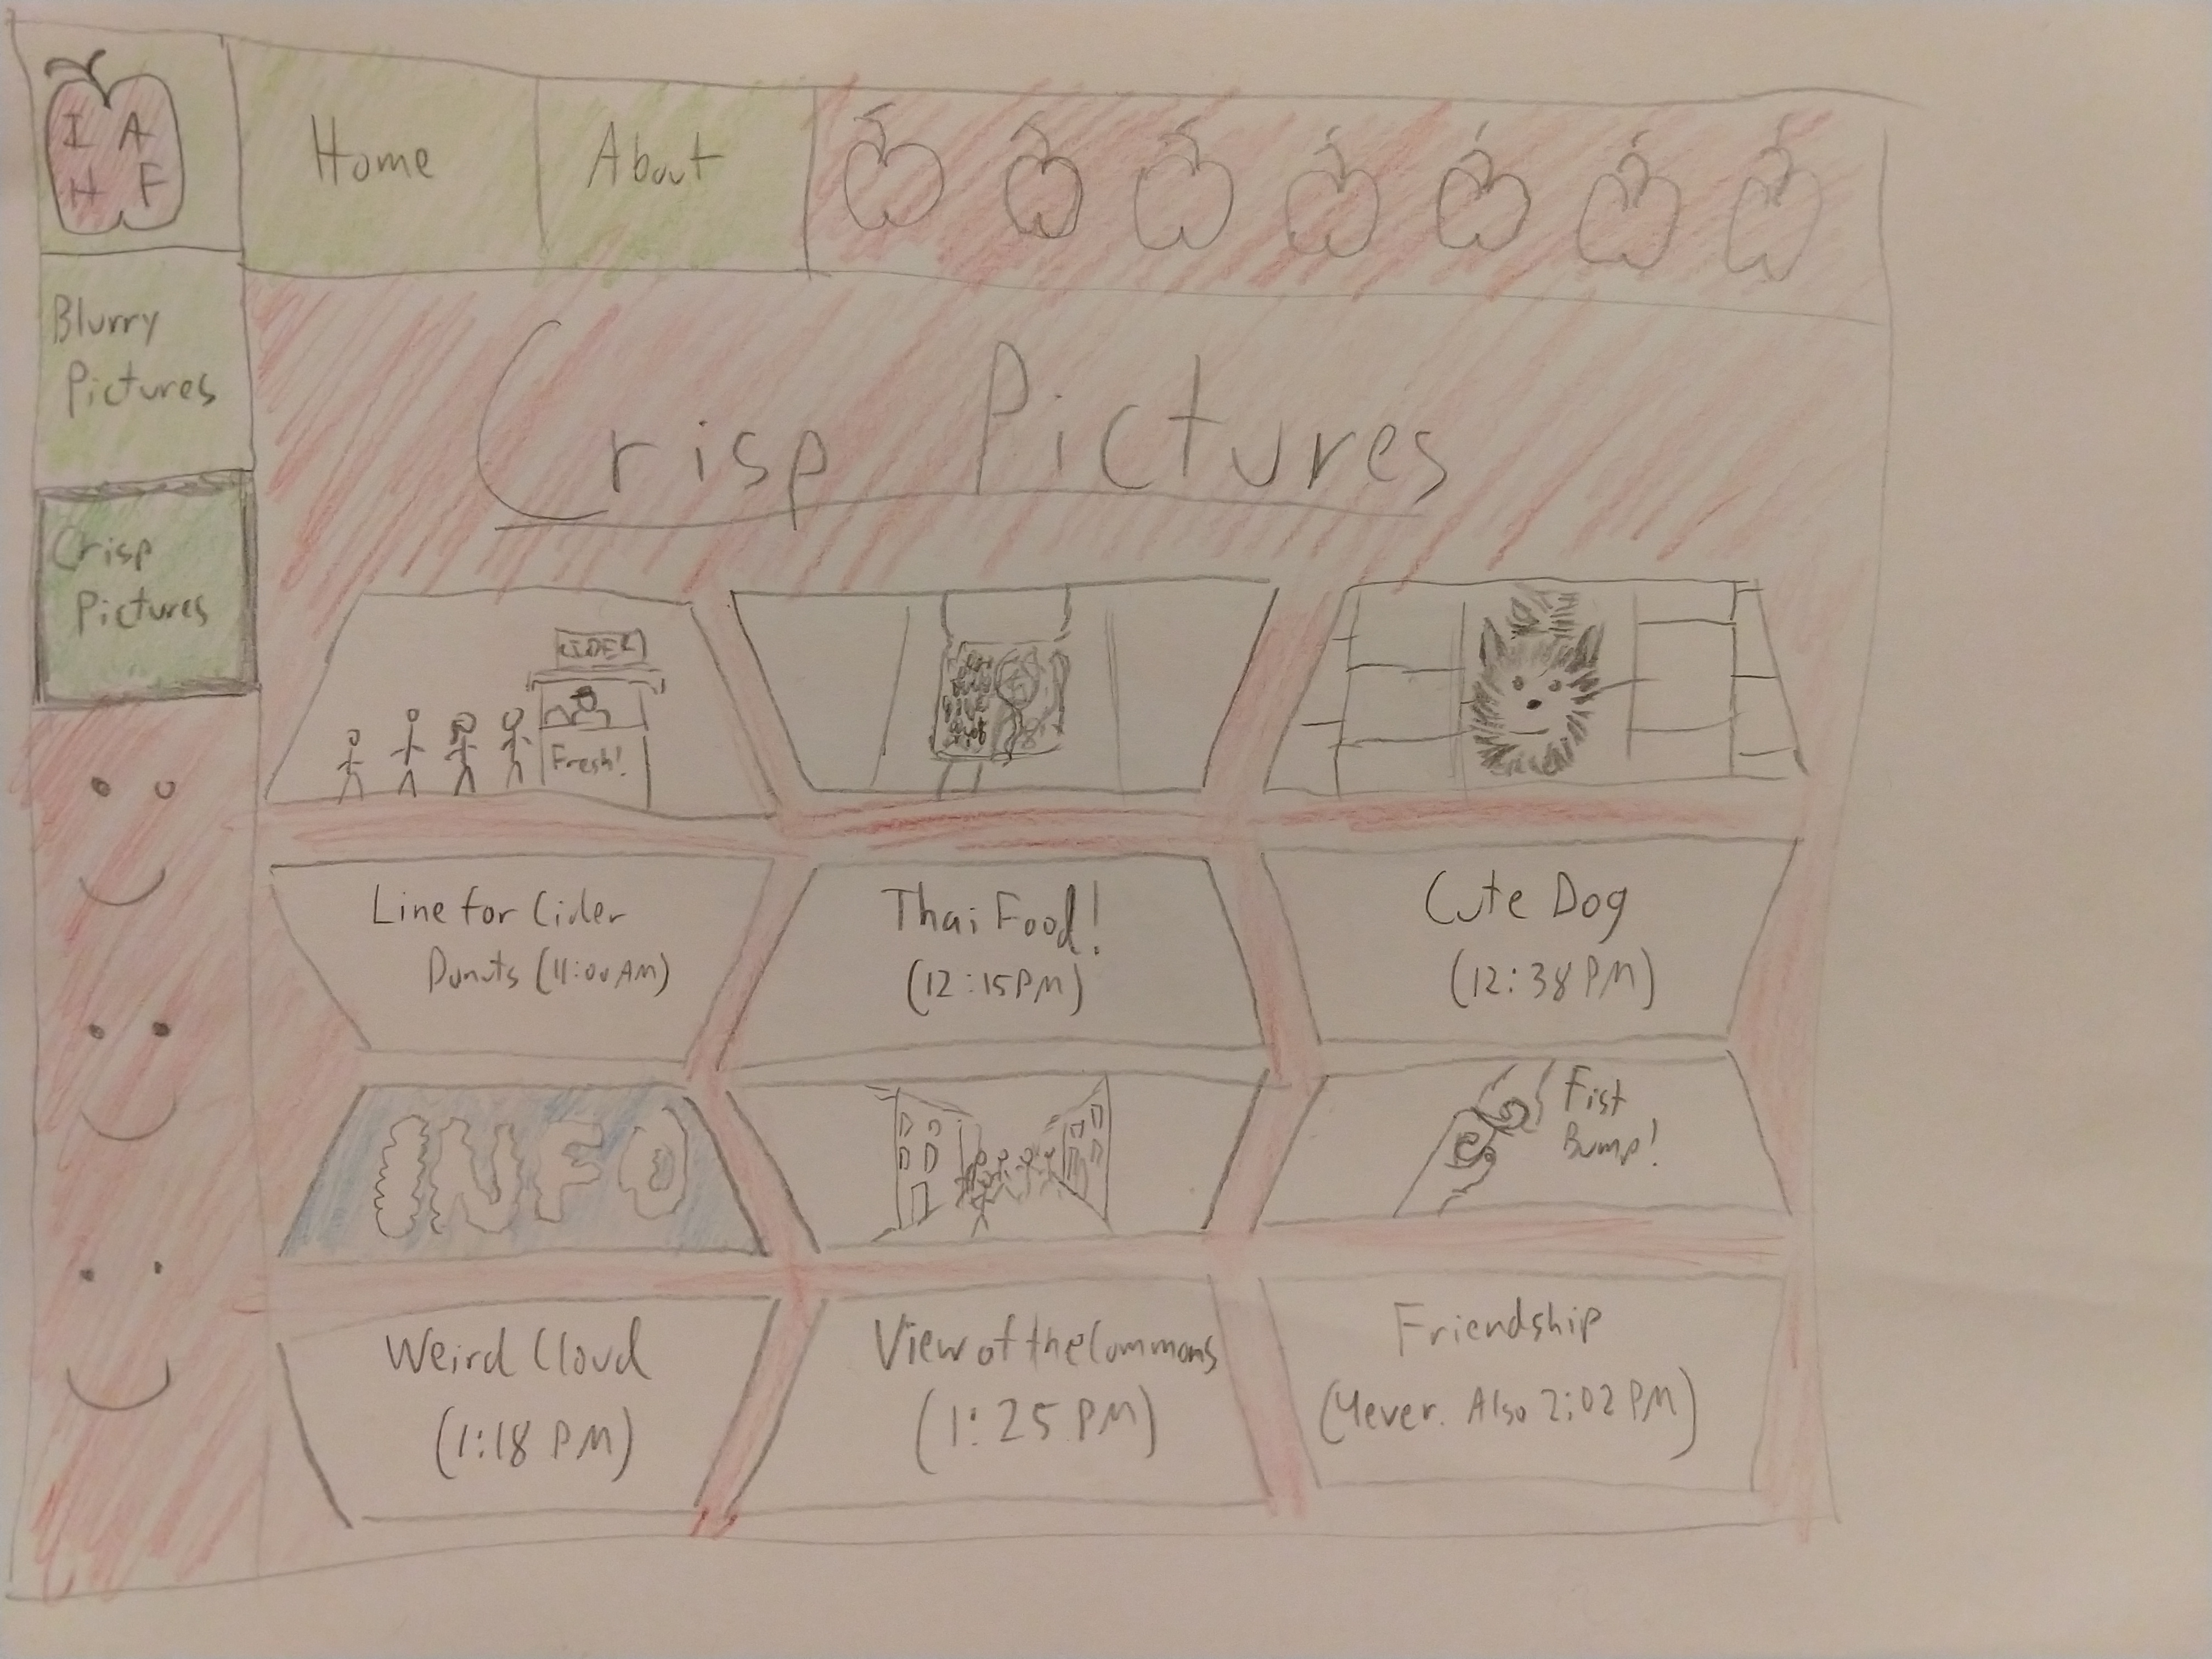 I A
H F
Home
About
Blurry
Pictures
Crisp
Pictures
Crisp Pictures
CIDER
Fresh!
Line for Cider
Donuts (11:00 AM)
Thai Food!
(12:15PM)
Cute Dog
(12:38 PM)
INFO
Fist
Bump!
Weird Cloud
(1:18 PM)
View of the Commons
(1:25 PM)
Friendship
(4ever. Also 2:02 PM)